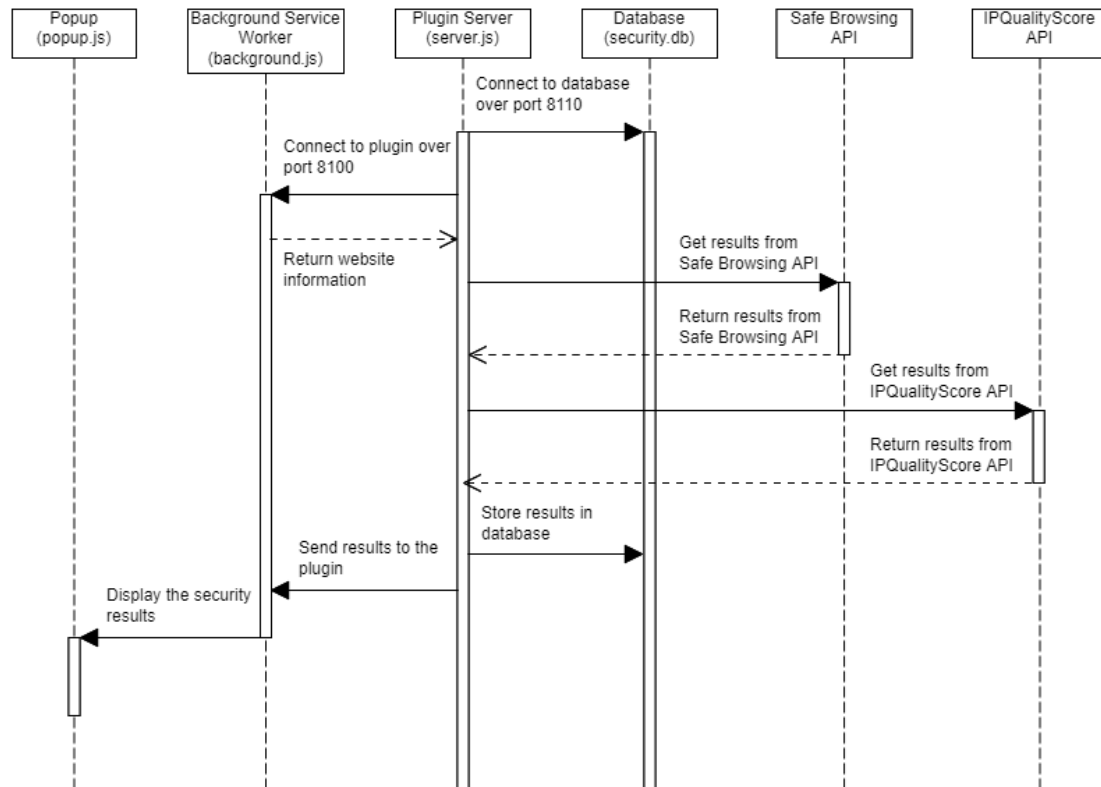 Popup
(popup.js)
Background Service
Worker
(background.js)
Plugin Server
(server.js)
Database
(security.db)
Safe Browsing
API
IPQualityScore
API
Connect to database
over port 8110
Connect to plugin over
port 8100
Return website
information
Get results from
Safe Browsing API
Return results from
Safe Browsing API
Get results from
IPQualityScore API
Return results from
IPQualityScore API
Store results in
database
Send results to the
plugin
Display the security
results